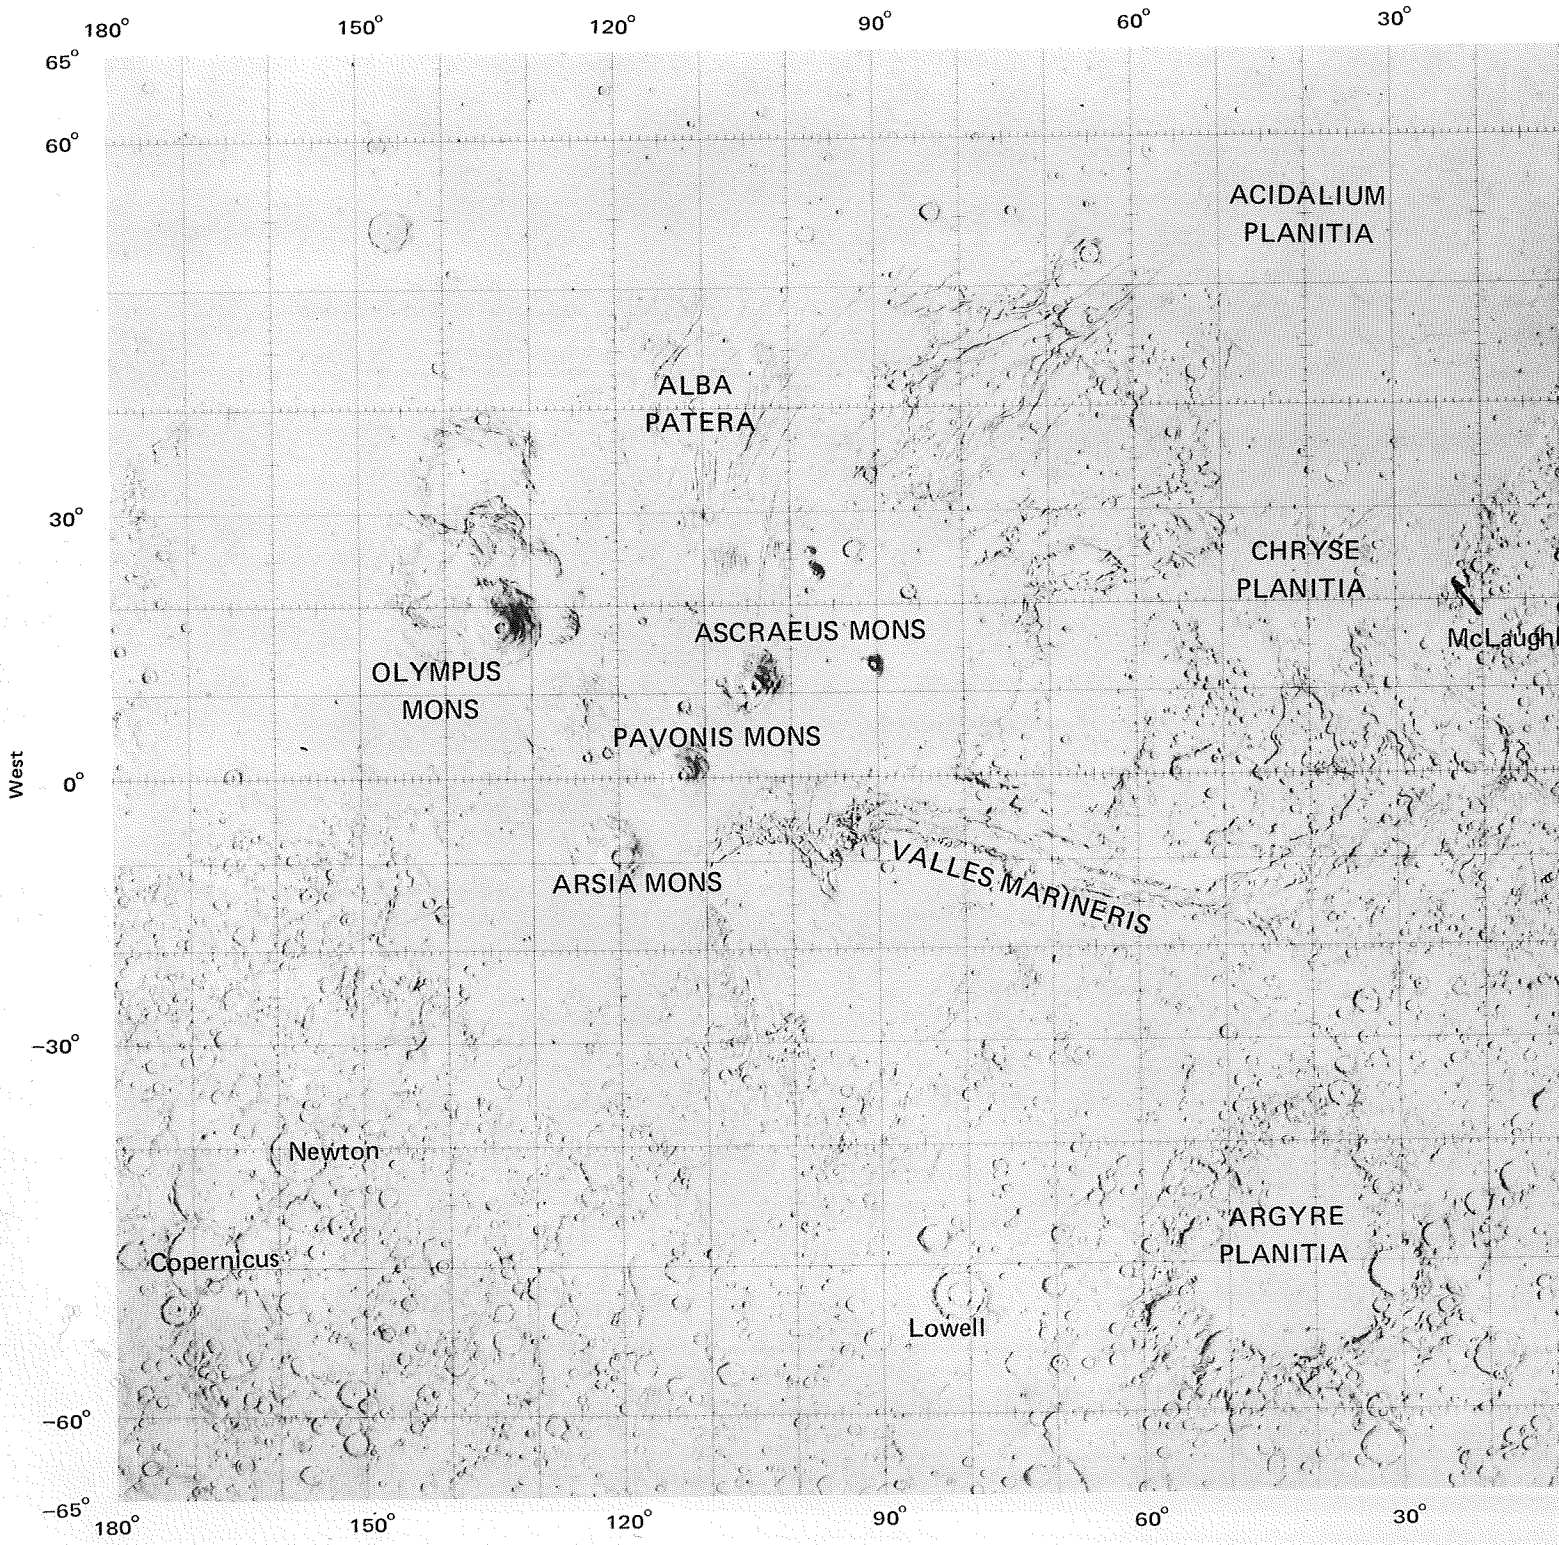 180° 150° 120° 90° 60° 30°
65°
60°
ACIDALIUM
PLANITIA
ALBA
PATERA
30°
CHRYSE
PLANITIA
ASCRAEUS MONS
McLaughl
OLYMPUS
MONS
PAVONIS MONS
West
0°
VALLES MARINERIS
ARSIA MONS
−30°
Newton
ARGYRE
PLANITIA
Copernicus
Lowell
−60°
−65°
180° 150° 120° 90° 60° 30°